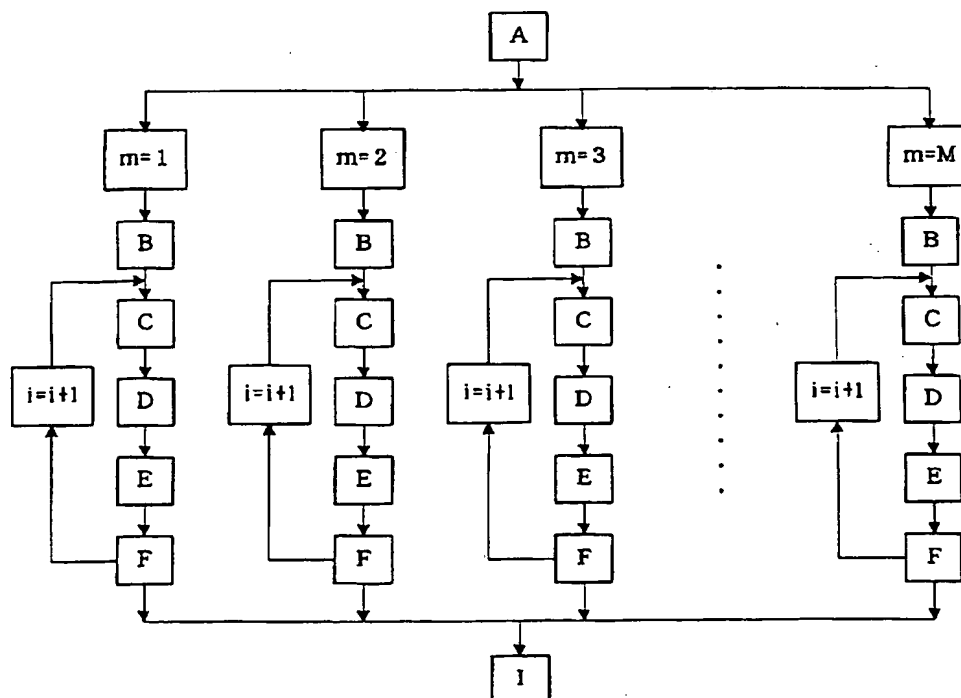 A
m=1 m=2 m=3 m=M
B B B B
C C C C
i=i+1 D i=i+1 D i=i+1 D i=i+1 D
E E E E
F F F F
I